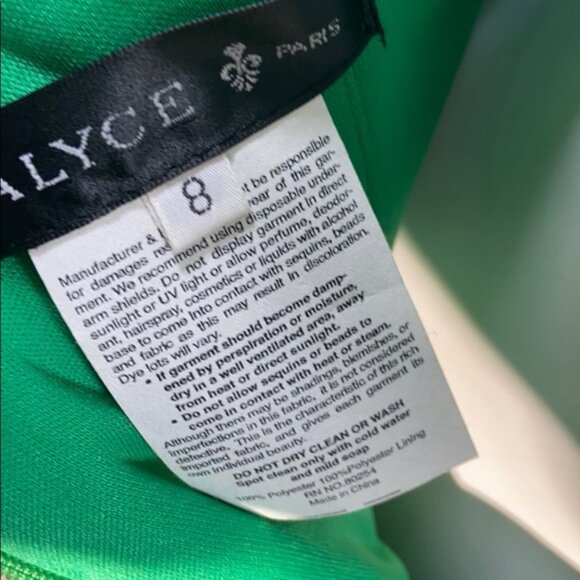 ALYCE PARIS
8
Manufacturer & t be responsible
for damages re wear of this gar-
ment. We recommend using disposable under-
arm shields. Do not display garment in direct
sunlight or UV light or allow perfume, deodor-
ant, hairspray, cosmetics or liquids with alcohol
base to come into contact with sequins, beads
and fabric as this may result in discoloration.
Dye lots will vary.
• If garment should become damp-
ened by perspiration or moisture,
dry in a well ventilated area, away
from heat or direct sunlight.
• Do not allow sequins or beads to
come in contact with heat or steam.
Although there may be shadings, blemishes, or
imperfections in this fabric, it is not considered
defective. This is the characteristic of this rich
imported fabric, and gives each garment its
own individual beauty.
DO NOT DRY CLEAN OR WASH
Spot clean only with cold water
and mild soap
100% Polyester 100%Polyester Lining
RN NO.80254
Made in China